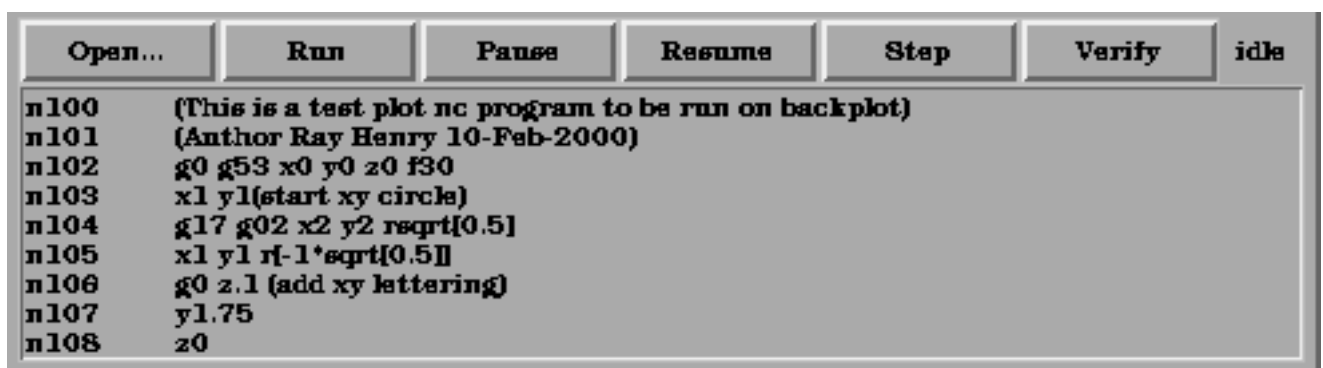 Open... Run Pause Resume Step Verify idle
n100 (This is a test plot nc program to be run on backplot)
n101 (Author Ray Henry 10-Feb-2000)
n102 g0 g53 x0 y0 z0 f30
n103 x1 y1(start xy circle)
n104 g17 g02 x2 y2 rsqrt[0.5]
n105 x1 y1 r[-1*sqrt[0.5]]
n106 g0 z.1 (add xy lettering)
n107 y1.75
n108 z0